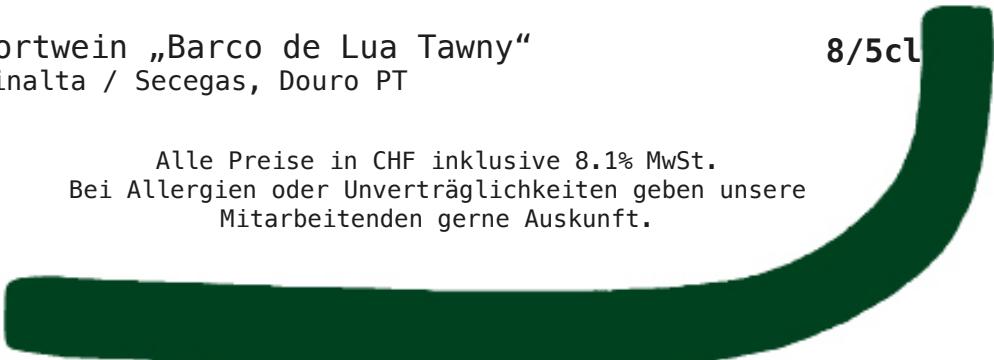 ortwein „Barco de Lua Tawny“ 8/5cl
inalta / Secegas, Douro PT
Alle Preise in CHF inklusive 8.1% MwSt.
Bei Allergien oder Unverträglichkeiten geben unsere
Mitarbeitenden gerne Auskunft.